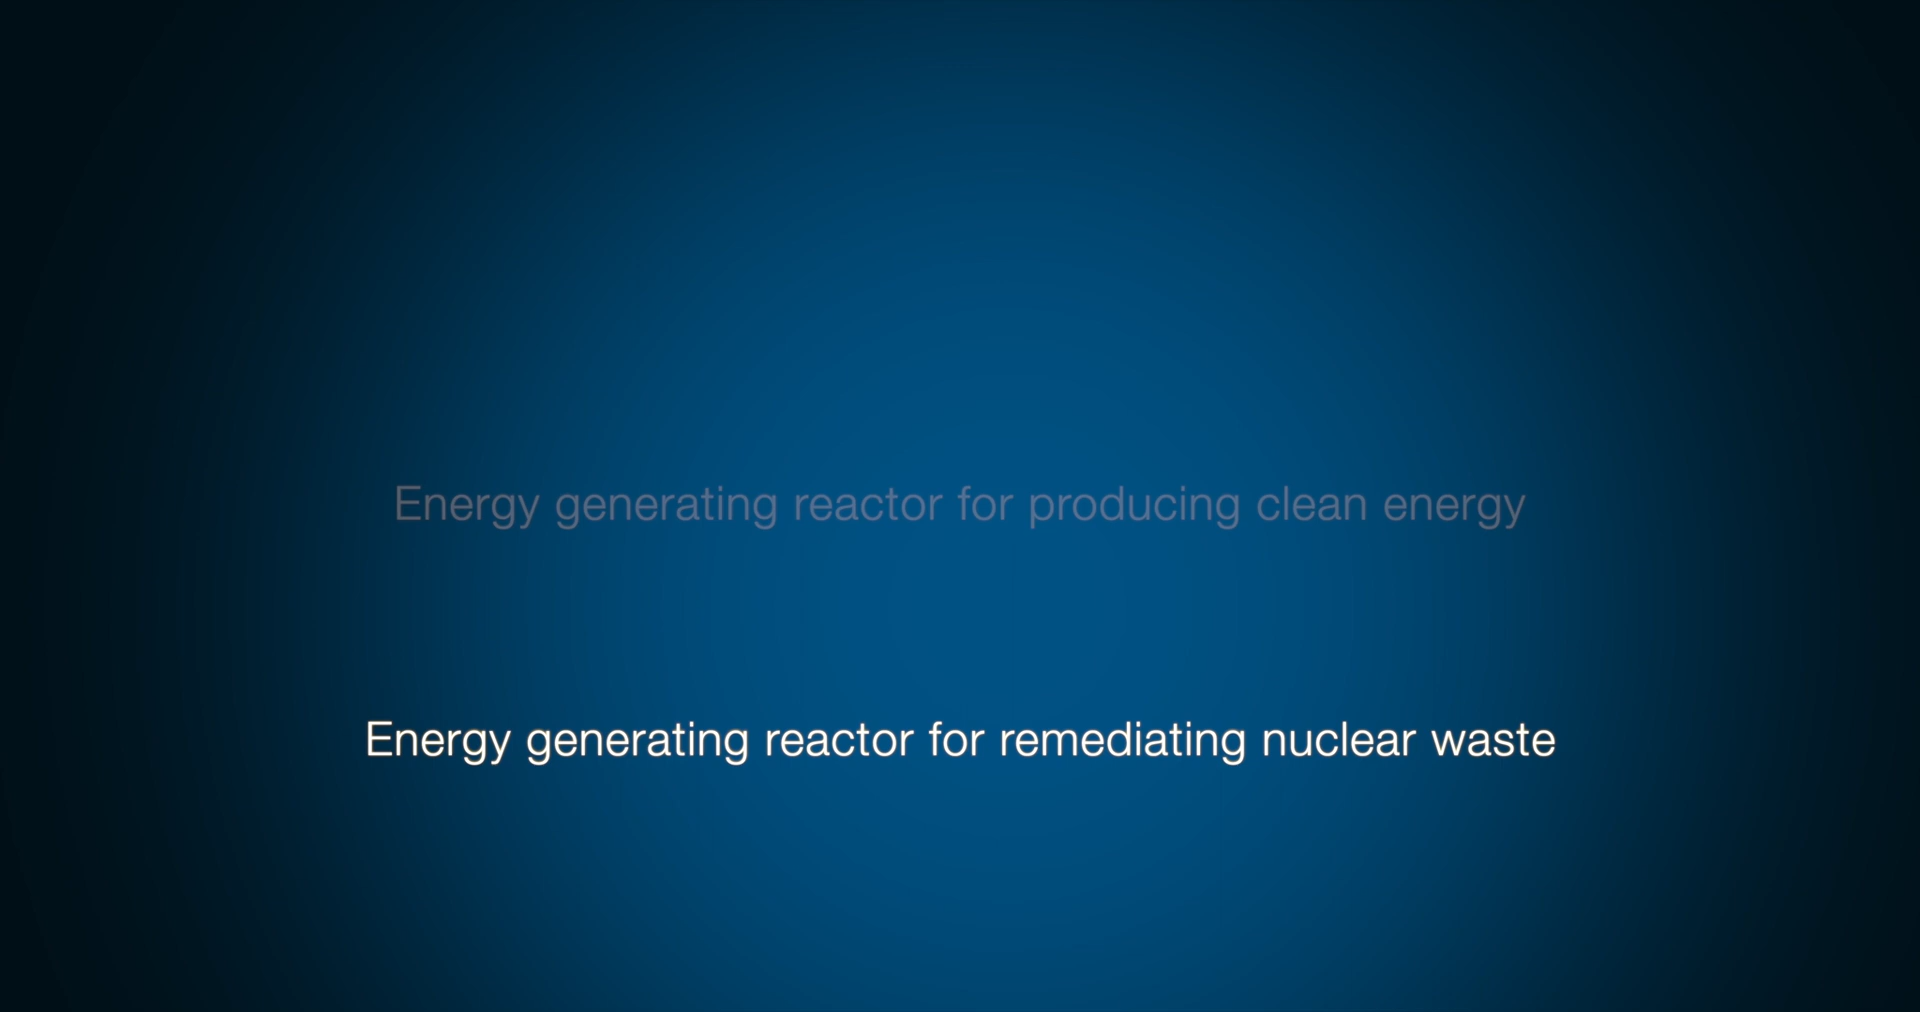 Energy generating reactor for producing clean energy
Energy generating reactor for remediating nuclear waste